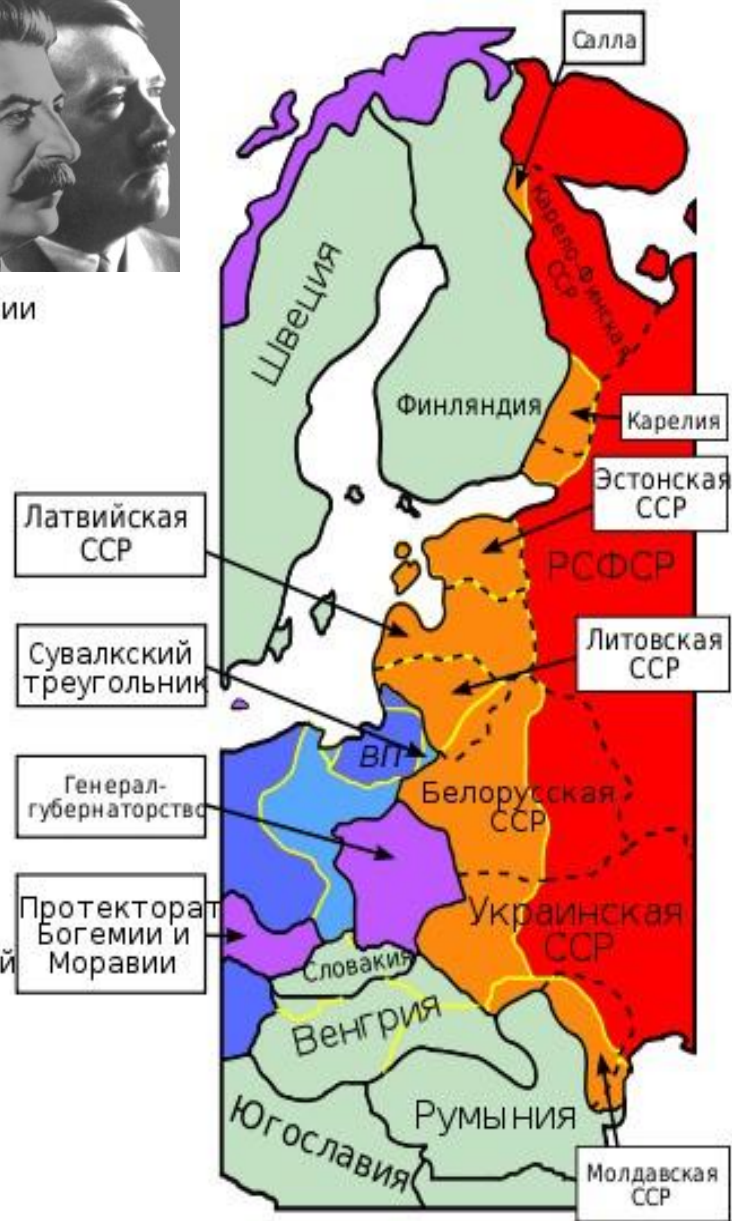 Салла
ии
Швеция
Карело-Финская
ССР
Финляндия
Карелия
Эстонская
ССР
Латвийская
ССР
РСФСР
Литовская
ССР
Сувалкский
треугольник
ВП
Генерал-
губернаторство
Белорусская
ССР
Протекторат
Богемии и
Моравии
й
Украинская
ССР
Словакия
Венгрия
Югославия
Румыния
Молдавская
ССР